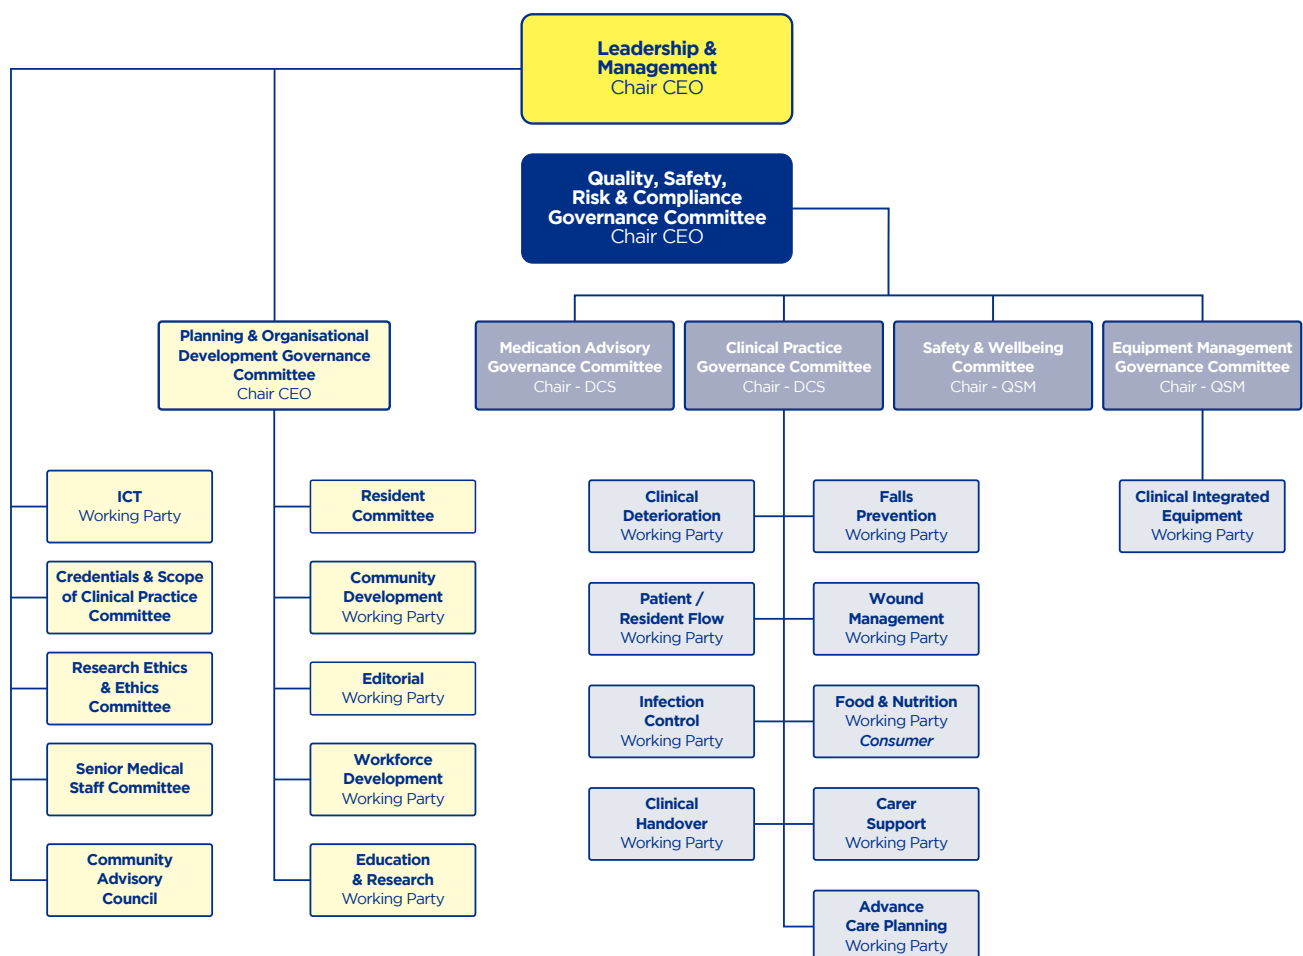 Leadership &
Management
Chair CEO
Quality, Safety,
Risk & Compliance
Governance Committee
Chair CEO
Planning & Organisational
Development Governance
Committee
Chair CEO
Medication Advisory
Governance Committee
Chair - DCS
Clinical Practice
Governance Committee
Chair - DCS
Safety & Wellbeing
Committee
Chair - QSM
Equipment Management
Governance Committee
Chair - QSM
ICT
Working Party
Credentials & Scope
of Clinical Practice
Committee
Research Ethics
& Ethics
Committee
Senior Medical
Staff Committee
Community
Advisory
Council
Resident
Committee
Community
Development
Working Party
Editorial
Working Party
Workforce
Development
Working Party
Education
& Research
Working Party
Clinical
Deterioration
Working Party
Patient /
Resident Flow
Working Party
Infection
Control
Working Party
Clinical
Handover
Working Party
Falls
Prevention
Working Party
Wound
Management
Working Party
Food & Nutrition
Working Party
Consumer
Carer
Support
Working Party
Advance
Care Planning
Working Party
Clinical Integrated
Equipment
Working Party